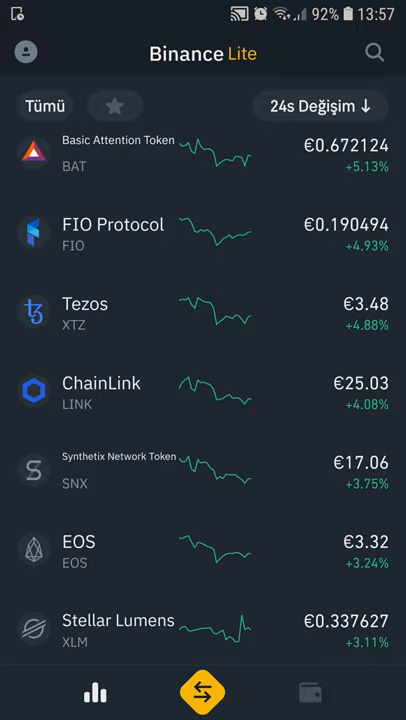 92% 13:57
Binance Lite
Tümü
24s Değişim ↓
Basic Attention Token
BAT
€0.672124
+5.13%
FIO Protocol
FIO
€0.190494
+4.93%
Tezos
XTZ
€3.48
+4.88%
ChainLink
LINK
€25.03
+4.08%
Synthetix Network Token
SNX
€17.06
+3.75%
EOS
EOS
€3.32
+3.24%
Stellar Lumens
XLM
€0.337627
+3.11%